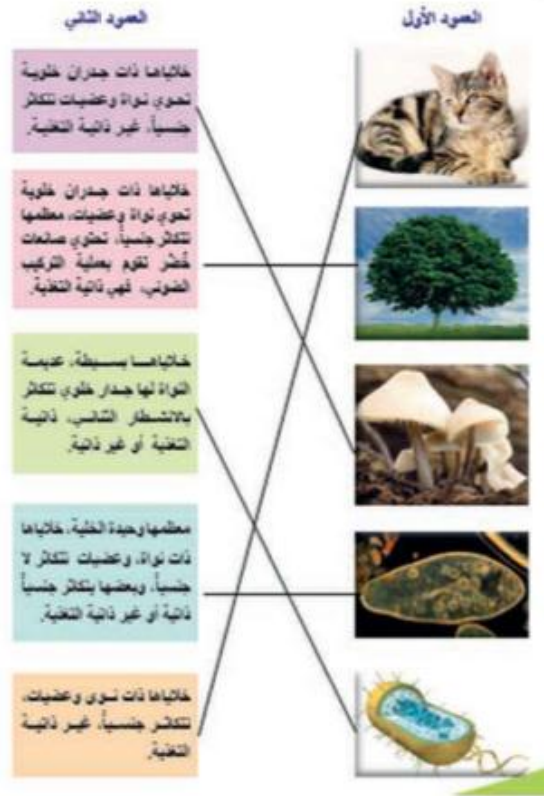 العمود الأول
العمود الثاني
خلاياها ذات جدران خلوية
تحوي نواة وعضيات تتكاثر
جنسياً، غير ذاتية التغذية.
خلاياها ذات جدران خلوية
تحوي نواة وعضيات، معظمها
تتكاثر جنسياً، تحتوي صانعات
خُضر تقوم بعملية التركيب
الضوئي، فهي ذاتية التغذية.
خلاياها بسيطة، عديمة
النواة لها جدار خلوي تتكاثر
بالانشطار الثنائي، ذاتية
التغذية أو غير ذاتية.
معظمها وحيدة الخلية، خلاياها
ذات نواة، وعضيات تتكاثر لا
جنسياً، وبعضها يتكاثر جنسياً
ذاتية أو غير ذاتية التغذية.
خلاياها ذات نوى وعضيات،
تتكاثر جنسياً، غير ذاتية
التغذية.